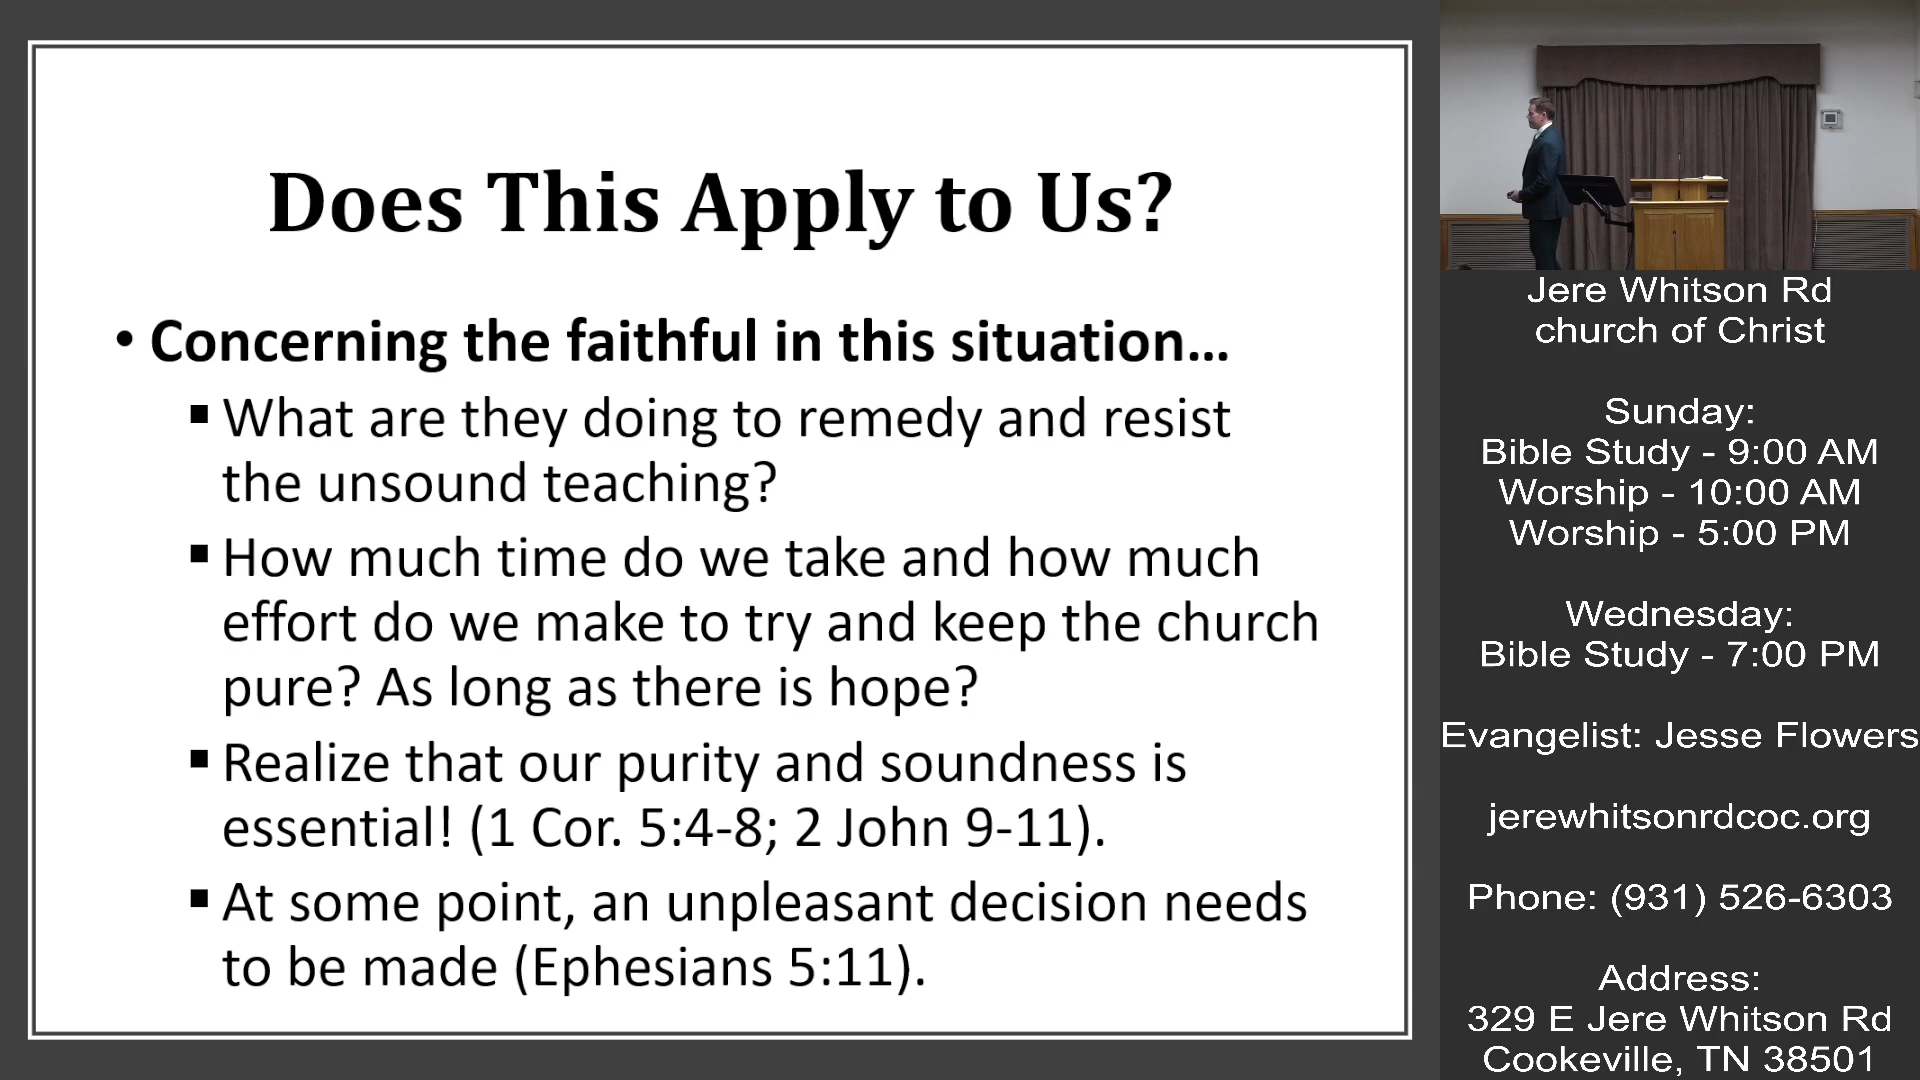 Does This Apply to Us?
• Concerning the faithful in this situation...
▪ What are they doing to remedy and resist
the unsound teaching?
▪ How much time do we take and how much
effort do we make to try and keep the church
pure? As long as there is hope?
▪ Realize that our purity and soundness is
essential! (1 Cor. 5:4-8; 2 John 9-11).
▪ At some point, an unpleasant decision needs
to be made (Ephesians 5:11).
Jere Whitson Rd
church of Christ
Sunday:
Bible Study - 9:00 AM
Worship - 10:00 AM
Worship - 5:00 PM
Wednesday:
Bible Study - 7:00 PM
Evangelist: Jesse Flowers
jerewhitsonrdcoc.org
Phone: (931) 526-6303
Address:
329 E Jere Whitson Rd
Cookeville, TN 38501